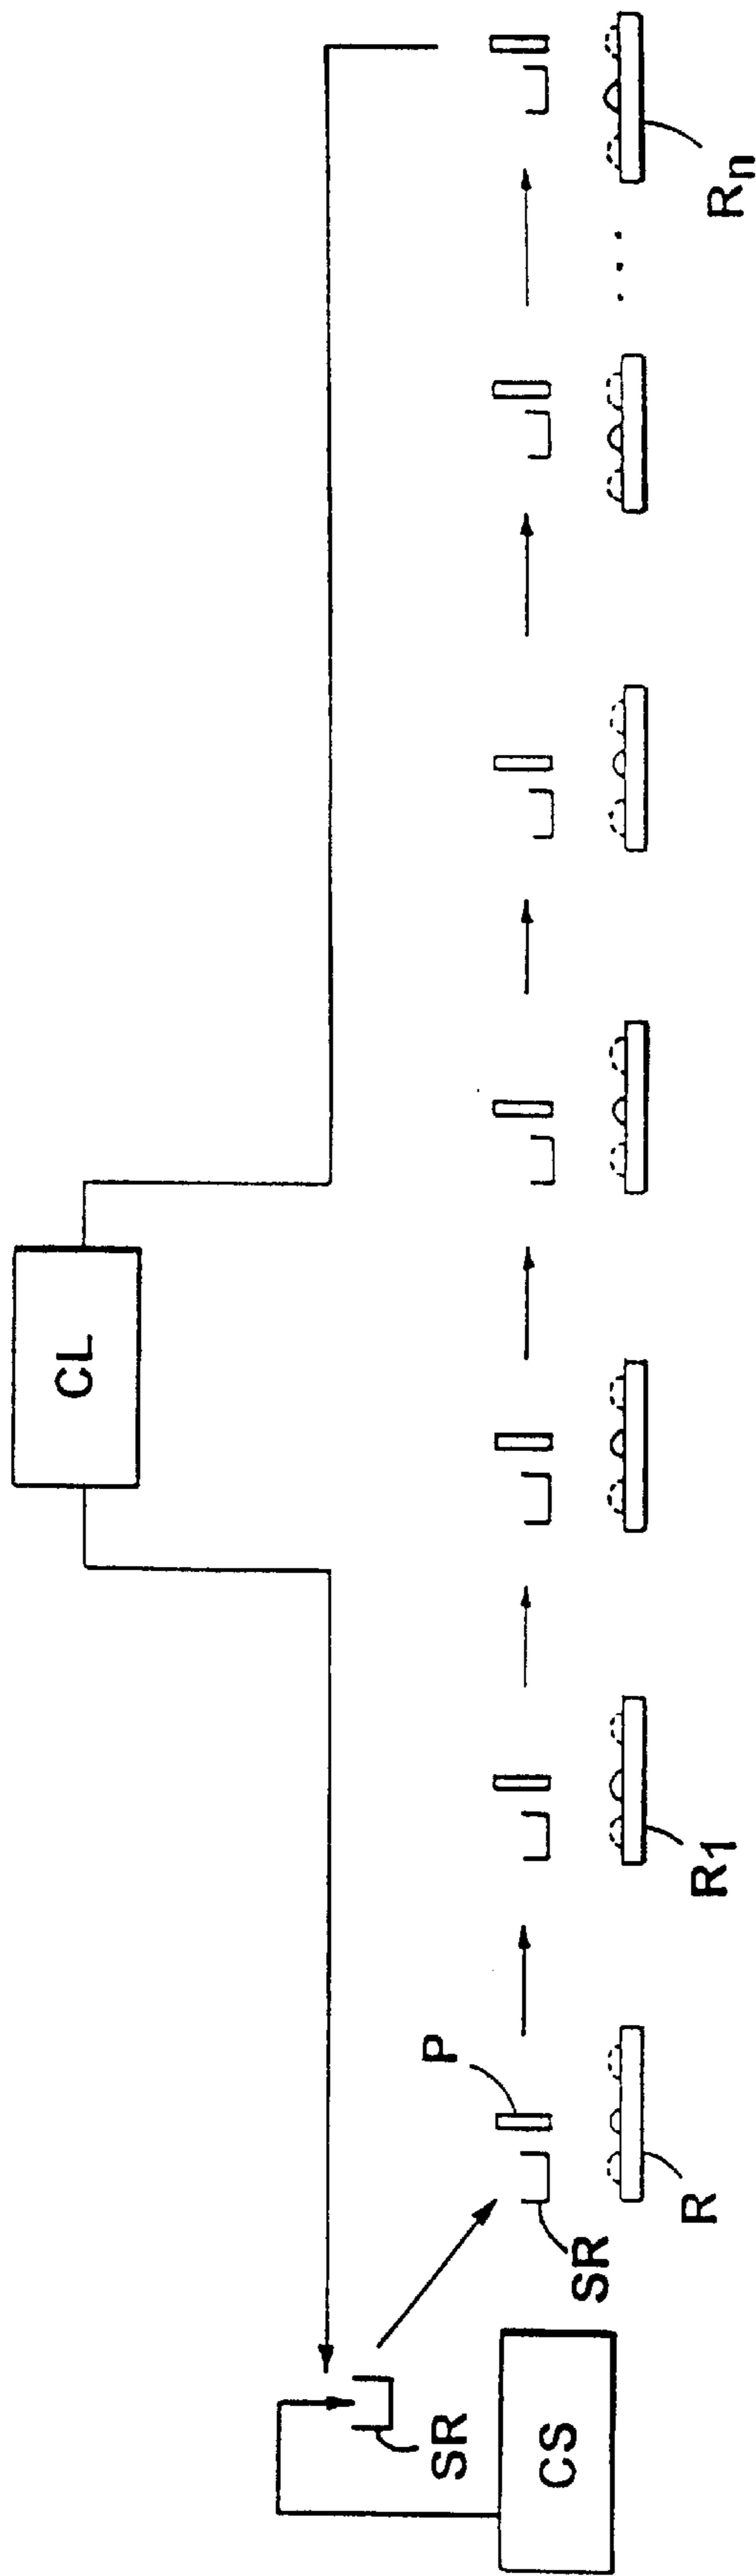 CL
P
CS
SR
SR
R
R1
. . .
Rn